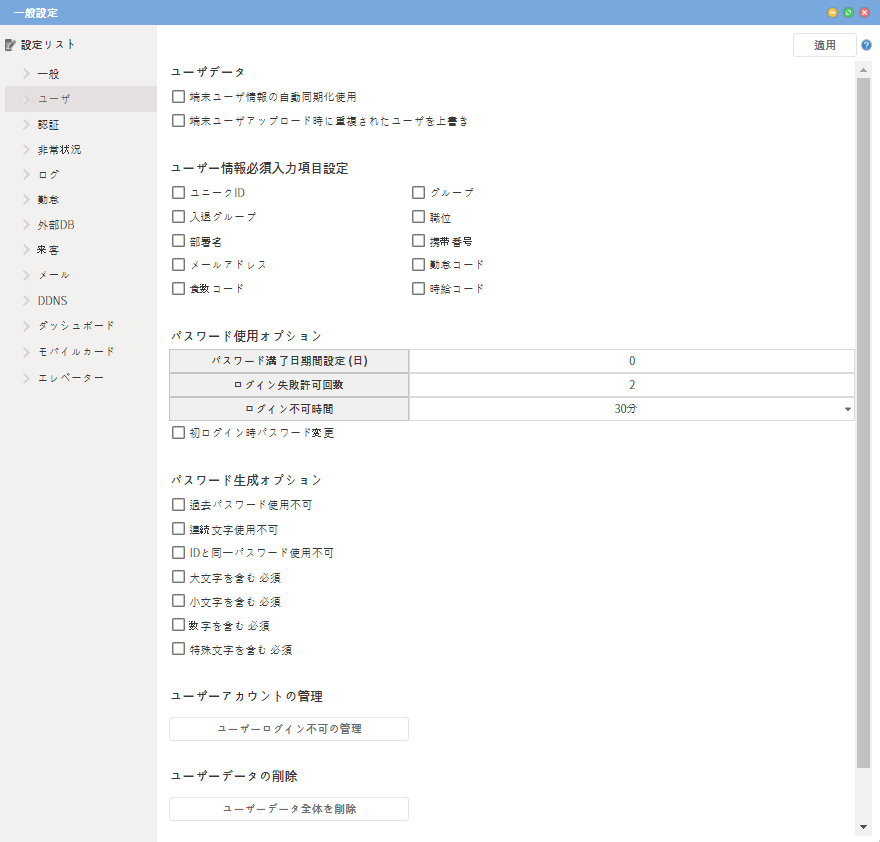 一般設定
設定リスト
適用
一般
ユーザ
認証
非常状況
ログ
勤怠
外部DB
来客
メール
DDNS
ダッシュボード
モバイルカード
エレベーター
ユーザデータ
端末ユーザ情報の自動同期化使用
端末ユーザアップロード時に重複されたユーザを上書き
ユーザー情報必須入力項目設定
ユニークID
グループ
入退グループ
職位
部署名
携帯番号
メールアドレス
勤怠コード
食数コード
時給コード
パスワード使用オプション
パスワード満了日期間設定 (日)
0
ログイン失敗許可回数
2
ログイン不可時間
30分
初ログイン時パスワード変更
パスワード生成オプション
過去パスワード使用不可
連続文字使用不可
IDと同一パスワード使用不可
大文字を含む 必須
小文字を含む 必須
数字を含む 必須
特殊文字を含む 必須
ユーザーアカウントの管理
ユーザーログイン不可の管理
ユーザーデータの削除
ユーザーデータ全体を削除